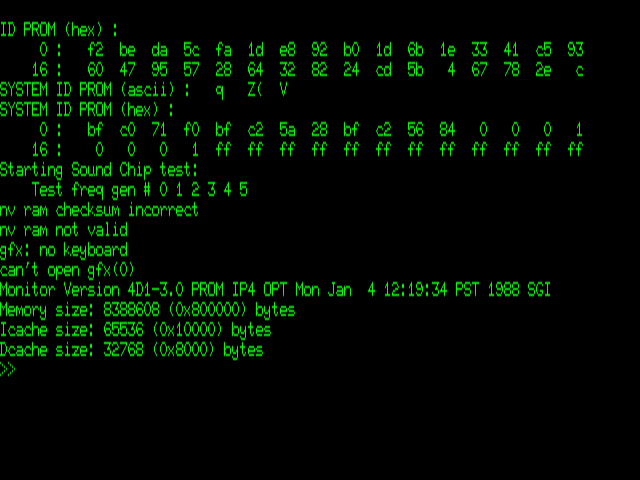 ID PROM (hex) :
0 : f2 be da 5c fa 1d e8 92 b0 1d 6b 1e 33 41 c5 93
16 : 60 47 95 57 28 64 32 82 24 cd 5b 4 67 78 2e c
SYSTEM ID PROM (ascii) : q Z( V
SYSTEM ID PROM (hex) :
0 : bf c0 71 f0 bf c2 5a 28 bf c2 56 84 0 0 0 1
16 : 0 0 0 1 ff ff ff ff ff ff ff ff ff ff ff ff
Starting Sound Chip test:
Test freq gen # 0 1 2 3 4 5
nv ram checksum incorrect
nv ram not valid
gfx: no keyboard
can't open gfx(0)
Monitor Version 4D1-3.0 PROM IP4 OPT Mon Jan 4 12:19:34 PST 1988 SGI
Memory size: 8388608 (0x800000) bytes
Icache size: 65536 (0x10000) bytes
Dcache size: 32768 (0x8000) bytes
>>